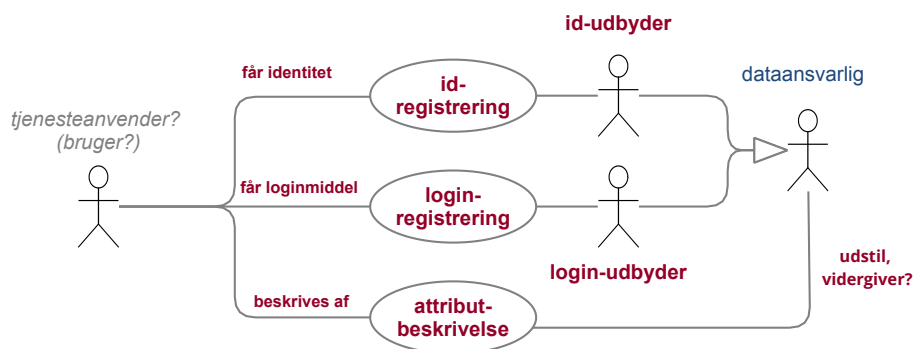 id-udbyder
får identitet
id-
registrering
dataansvarlig
tjenesteanvender?
(bruger?)
får loginmiddel
login-
registrering
login-udbyder
udstil,
vidergiver?
beskrives af
attribut-
beskrivelse